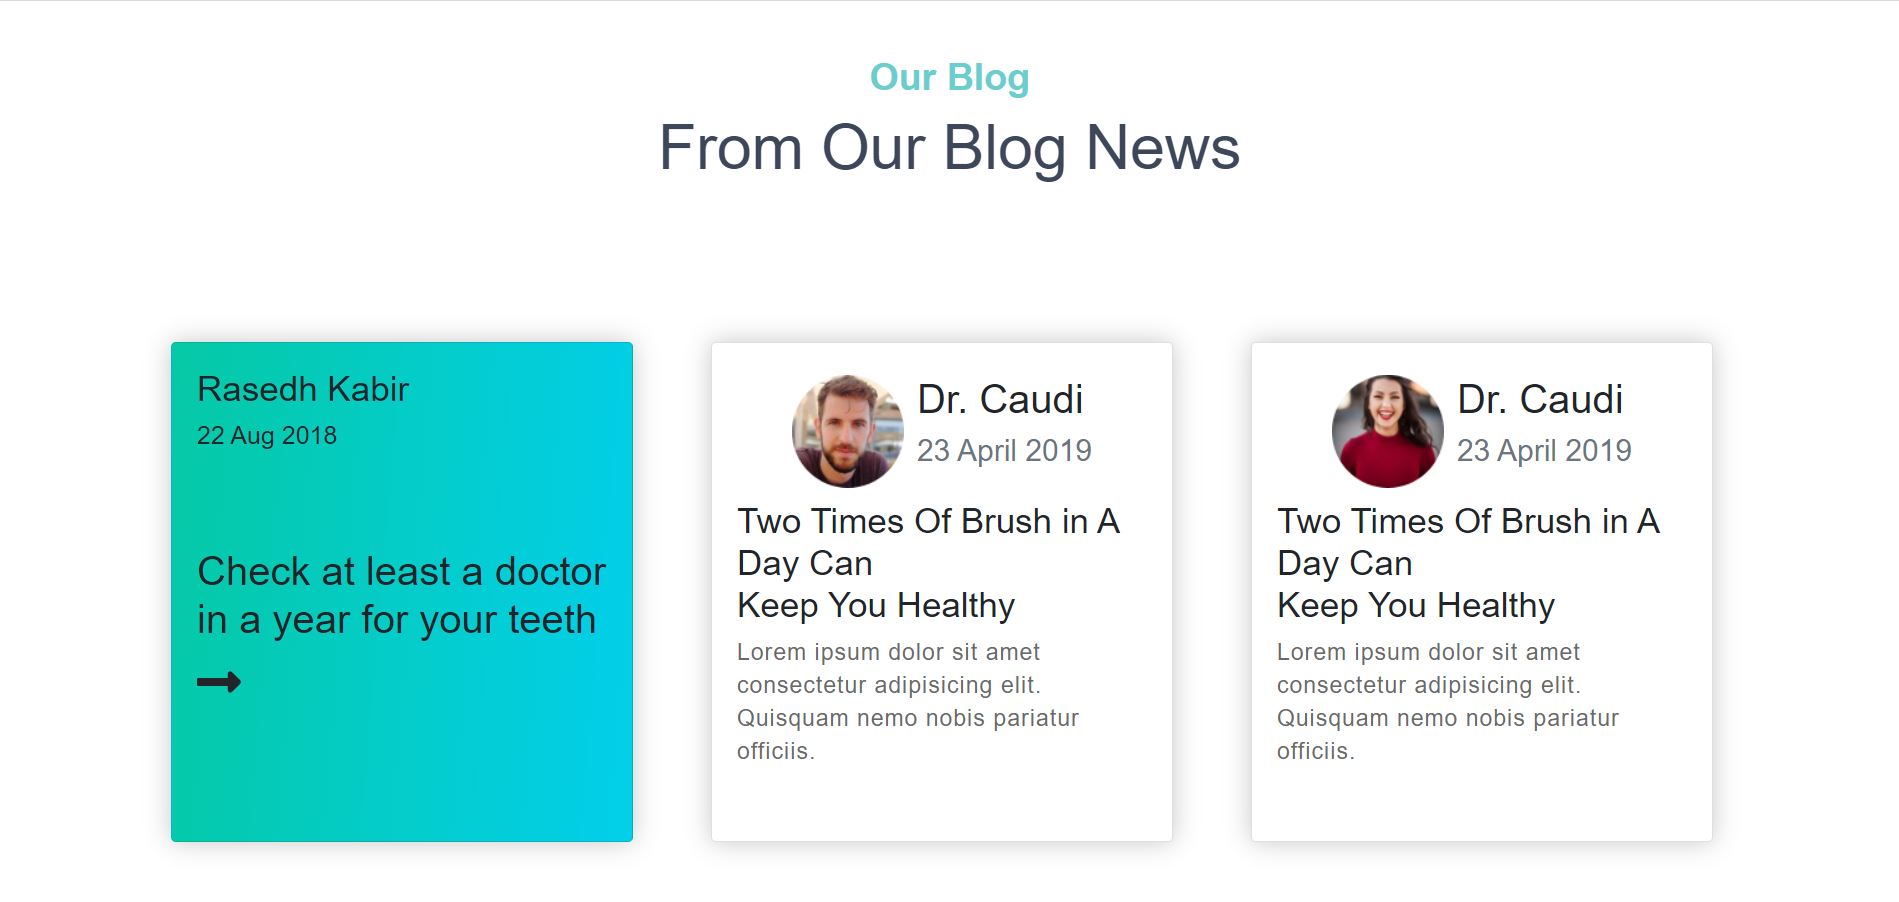 Our Blog
From Our Blog News
Rasedh Kabir
22 Aug 2018
Check at least a doctor
in a year for your teeth
Dr. Caudi
23 April 2019
Two Times Of Brush in A
Day Can
Keep You Healthy
Lorem ipsum dolor sit amet
consectetur adipisicing elit.
Quisquam nemo nobis pariatur
officiis.
Dr. Caudi
23 April 2019
Two Times Of Brush in A
Day Can
Keep You Healthy
Lorem ipsum dolor sit amet
consectetur adipisicing elit.
Quisquam nemo nobis pariatur
officiis.